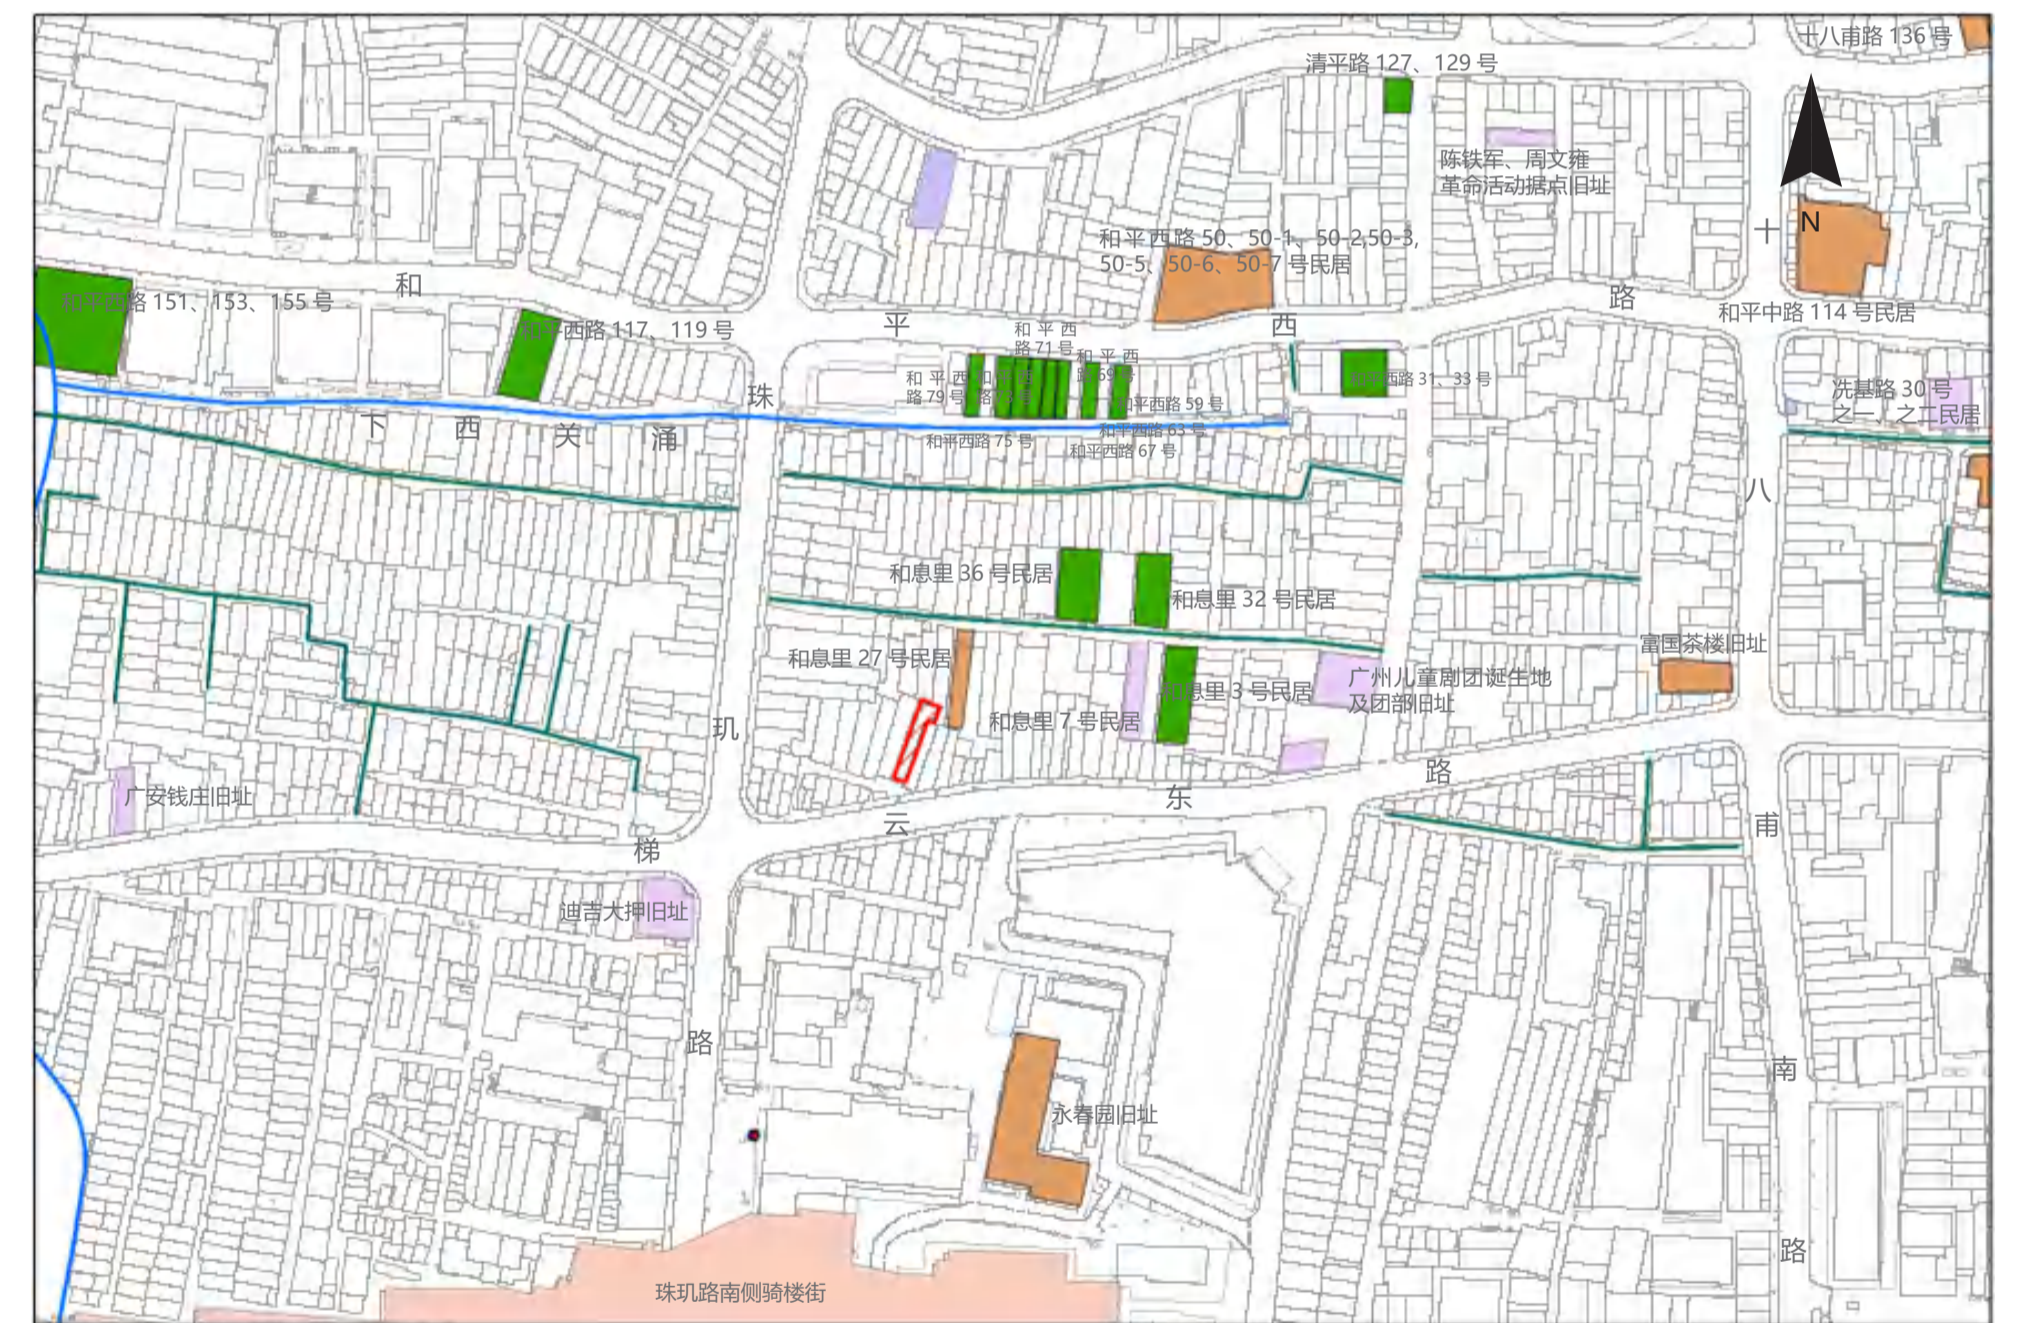 十八甫路 136 号
清平路 127、129 号
陈铁军、周文雍
革命活动据点旧址
N
十
和平西路 50、50-1、50-2,50-3,
50-5、50-6、50-7 号民居
和
路
和平西路 151、153、155 号
和平西路 117、119 号
平
西
和平中路 114 号民居
和 平 西
路 71 号
和 平 西
路 69 号
和 平 西
路 79 号
和平西路 31、33 号
珠
冼基路 30 号
之一、之二民居
和平西路 59 号
下
西
关
涌
和平西路 63 号
和平西路 75 号
和平西路 67 号
八
和息里 36 号民居
和息里 32 号民居
和息里 27 号民居
富国茶楼旧址
广州儿童剧团诞生地
及团部旧址
和息里 3 号民居
和息里 7 号民居
玑
路
广安钱庄旧址
东
云
甫
梯
迪吉大押旧址
路
南
永春园旧址
路
珠玑路南侧骑楼街